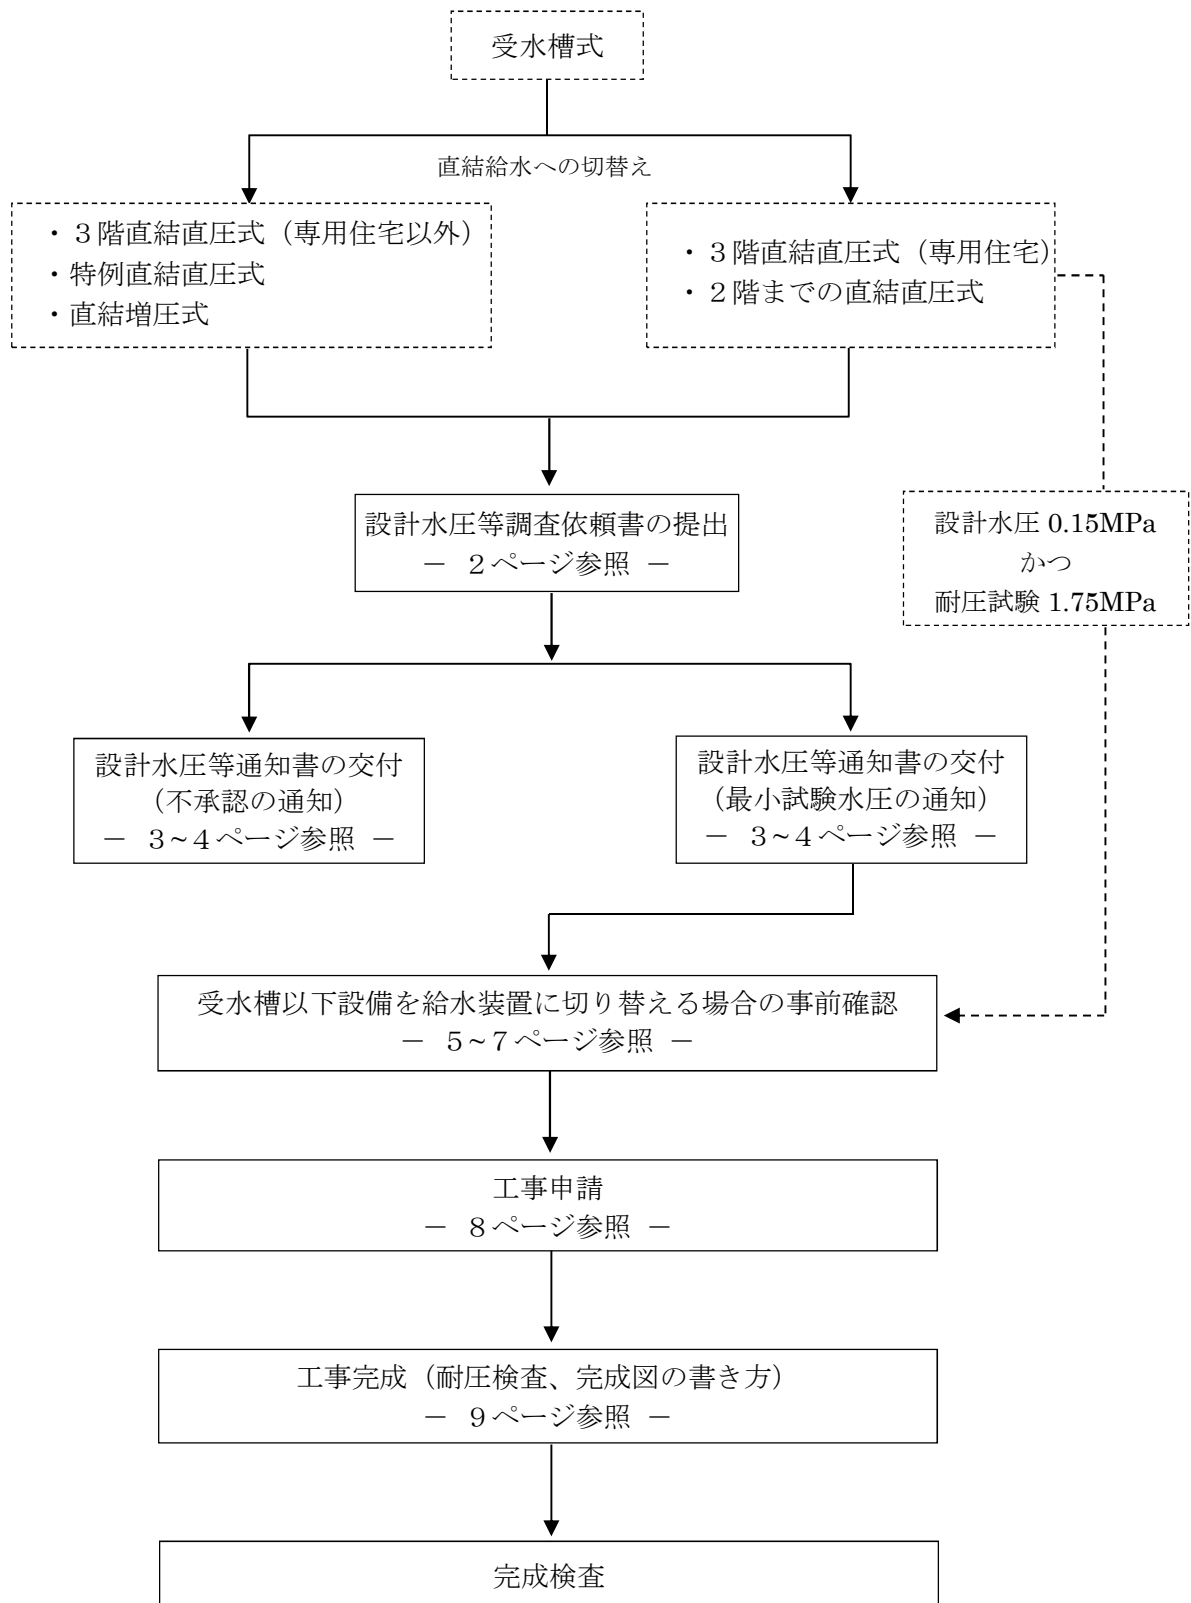 受水槽式
直結給水への切替え
・３階直結直圧式（専用住宅以外）
・特例直結直圧式
・直結増圧式
・３階直結直圧式（専用住宅）
・２階までの直結直圧式
設計水圧等調査依頼書の提出
－ ２ページ参照 －
設計水圧 0.15MPa
かつ
耐圧試験 1.75MPa
設計水圧等通知書の交付
（不承認の通知）
－ ３~４ページ参照 －
設計水圧等通知書の交付
（最小試験水圧の通知）
－ ３~４ページ参照 －
受水槽以下設備を給水装置に切り替える場合の事前確認
－ ５~７ページ参照 －
工事申請
－ ８ページ参照 －
工事完成（耐圧検査、完成図の書き方）
－ ９ページ参照 －
完成検査